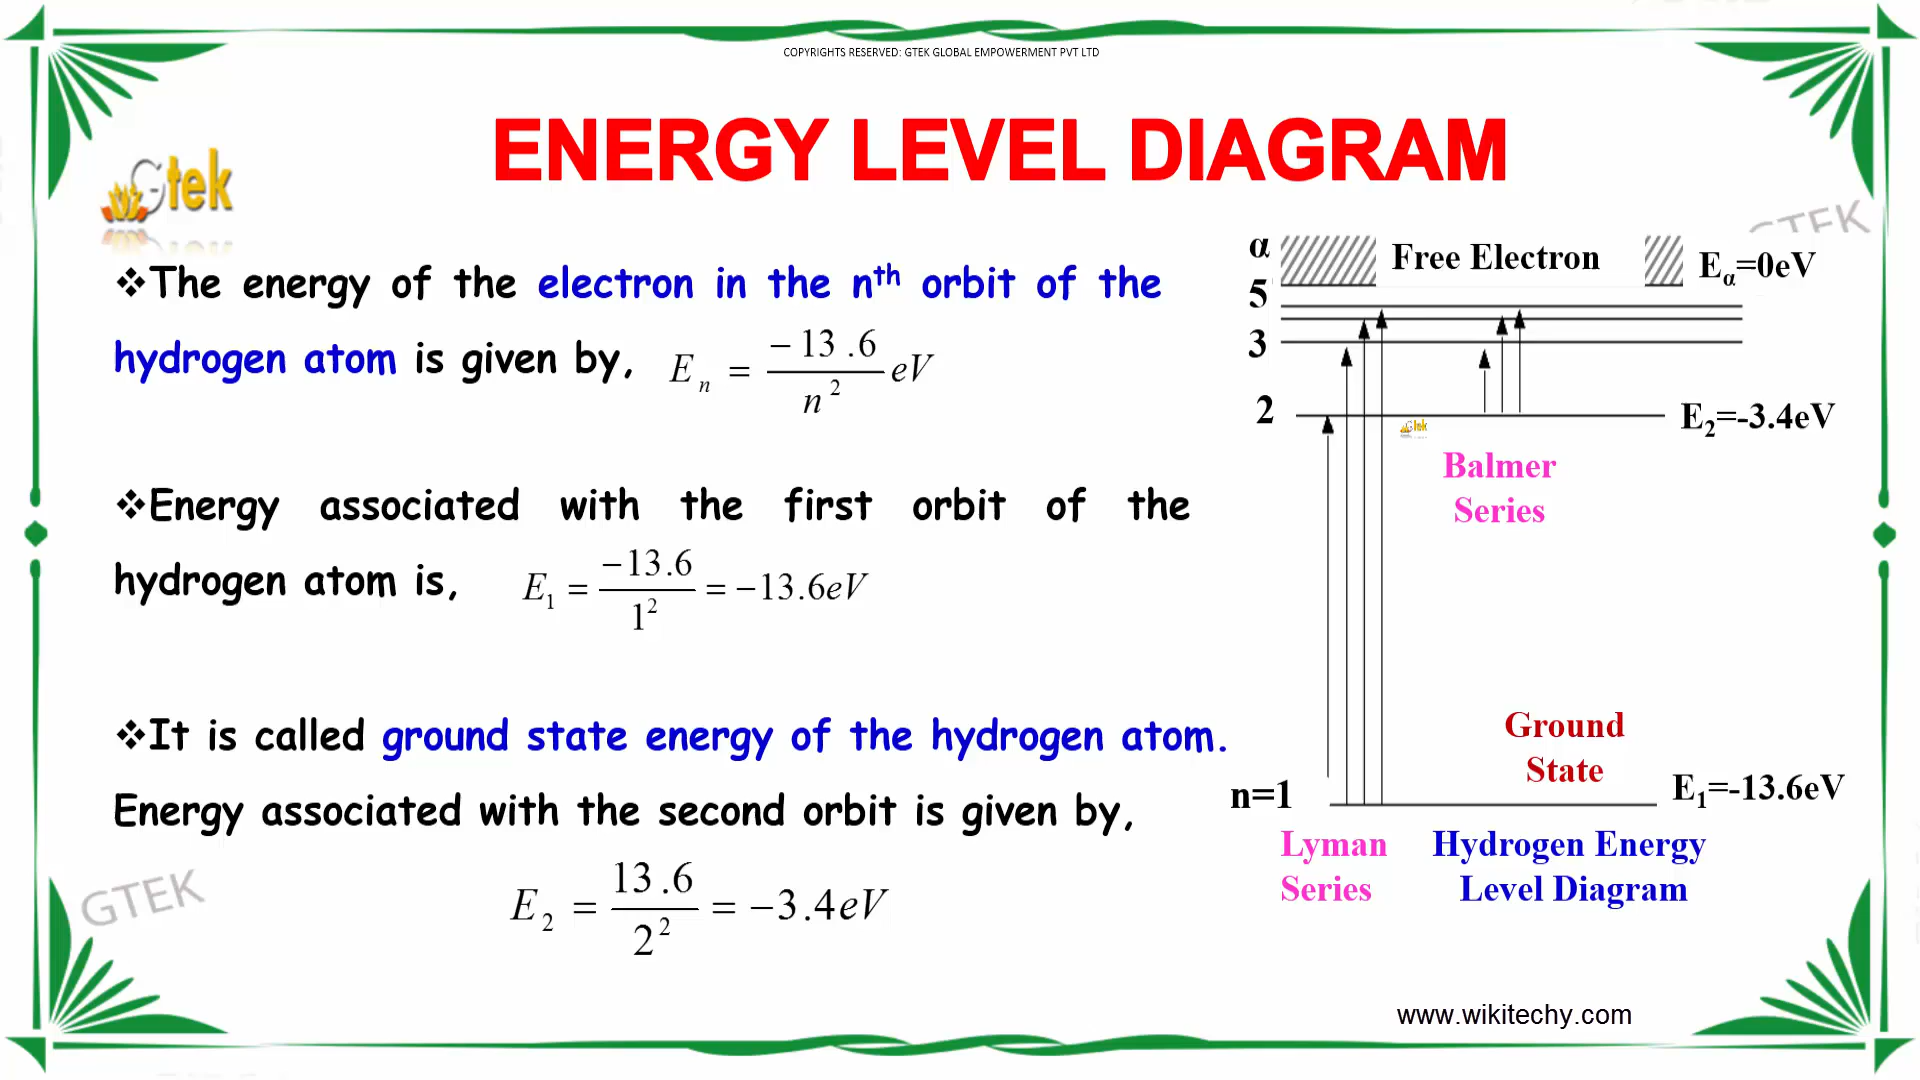 COPYRIGHTS RESERVED: GTEK GLOBAL EMPOWERMENT PVT LTD
ENERGY LEVEL DIAGRAM
Gtek
GTEK
❖The energy of the electron in the nᵗʰ orbit of the
hydrogen atom is given by, Eₙ = −13.6/n² eV
❖Energy associated with the first orbit of the
hydrogen atom is, E₁ = −13.6/1² = −13.6eV
❖It is called ground state energy of the hydrogen atom.
Energy associated with the second orbit is given by,
E₂ = 13.6/2² = −3.4eV
α Free Electron Eα=0eV
5
3
2 E₂=-3.4eV
Gtek
Balmer
Series
Ground
State
n=1 E₁=-13.6eV
Lyman
Series
Hydrogen Energy
Level Diagram
GTEK
www.wikitechy.com